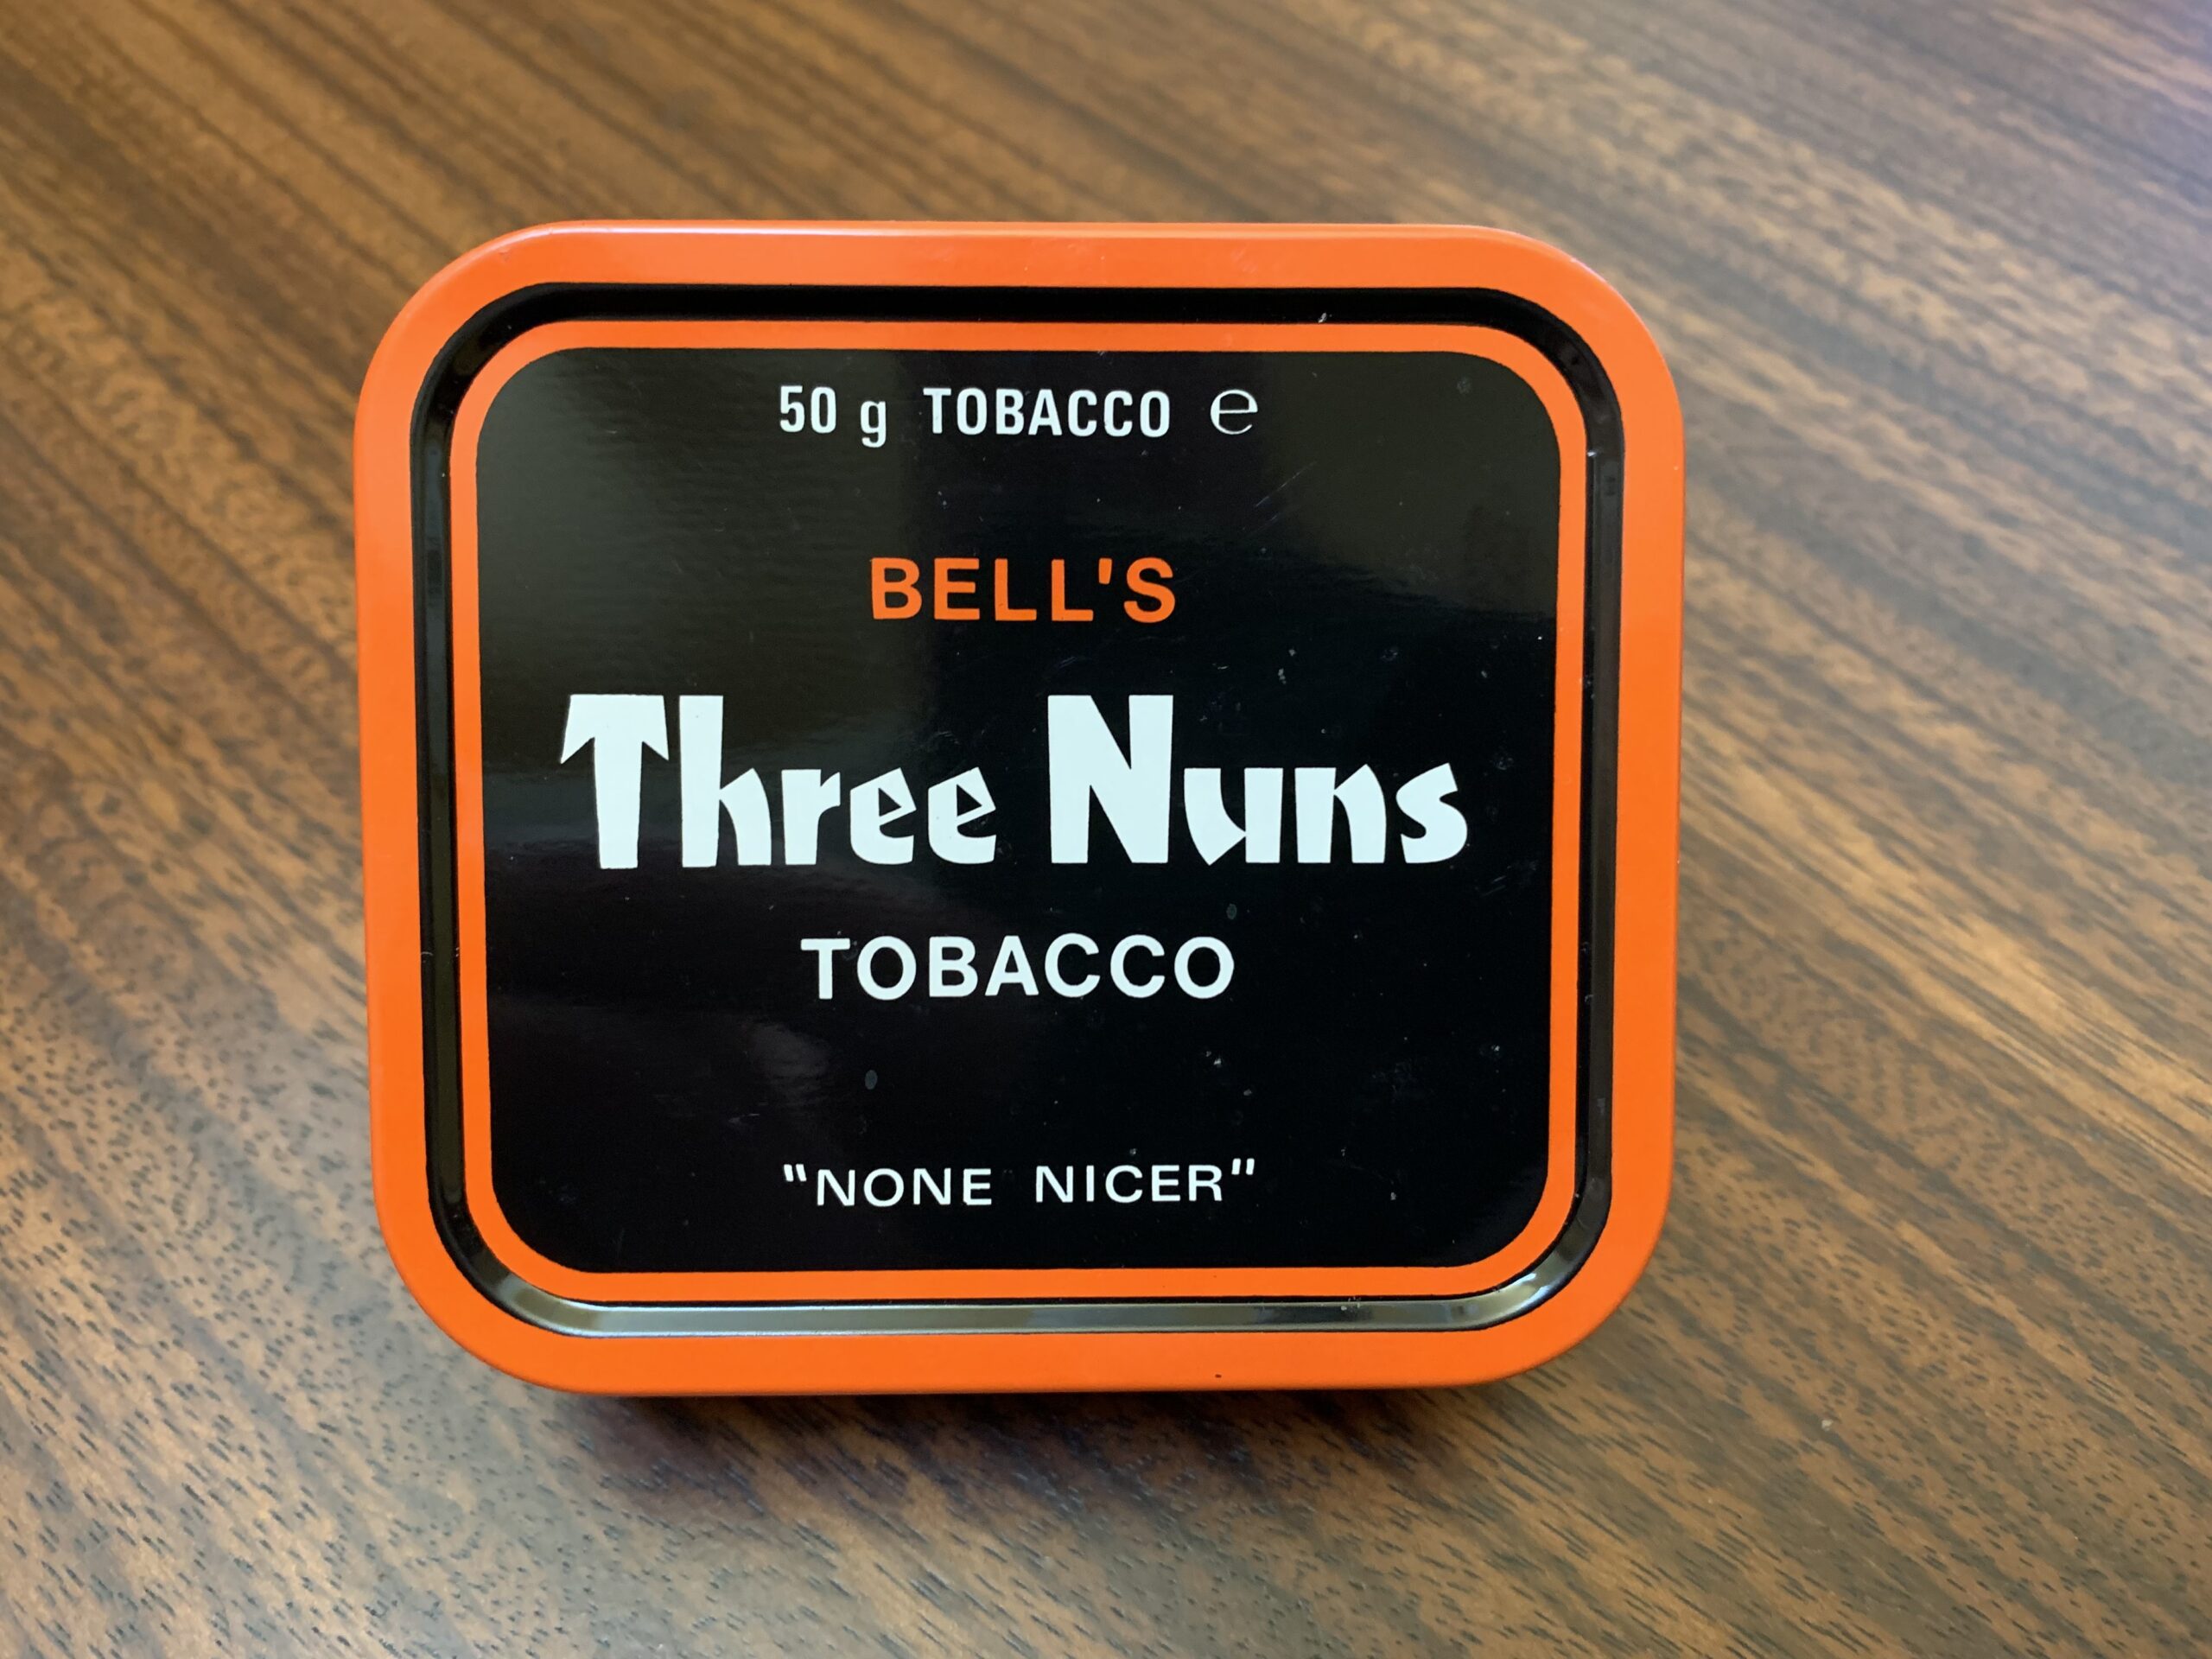 50 g TOBACCO ℮
BELL'S
Three Nuns
TOBACCO
"NONE NICER"